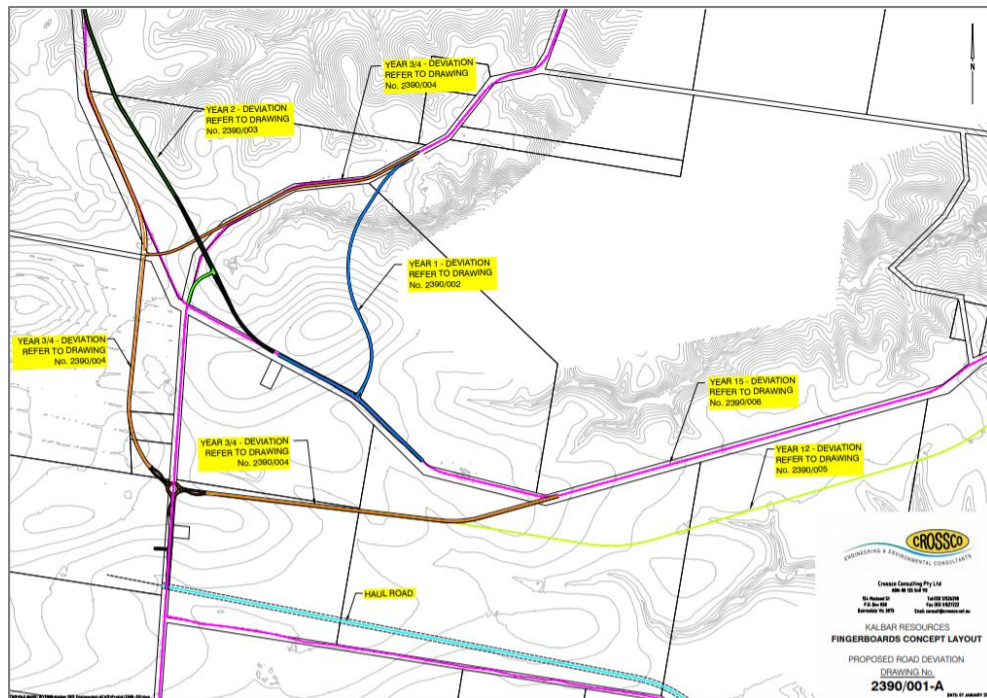 YEAR 3/4 - DEVIATION
REFER TO DRAWING
No. 2390/004
YEAR 2 - DEVIATION
REFER TO DRAWING
No. 2390/003
N
YEAR 1 - DEVIATION
REFER TO DRAWING
No. 2390/002
YEAR 3/4 - DEVIATION
REFER TO DRAWING
No. 2390/004
YEAR 15 - DEVIATION
REFER TO DRAWING
No. 2390/006
YEAR 3/4 - DEVIATION
REFER TO DRAWING
No. 2390/004
YEAR 12 - DEVIATION
REFER TO DRAWING
No. 2390/005
HAUL ROAD
CROSSCO
ENGINEERING & ENVIRONMENTAL CONSULTANTS
Crossco Consulting Pty Ltd
KALBAR RESOURCES
FINGERBOARDS CONCEPT LAYOUT
PROPOSED ROAD DEVIATION
DRAWING No.
2390/001-A